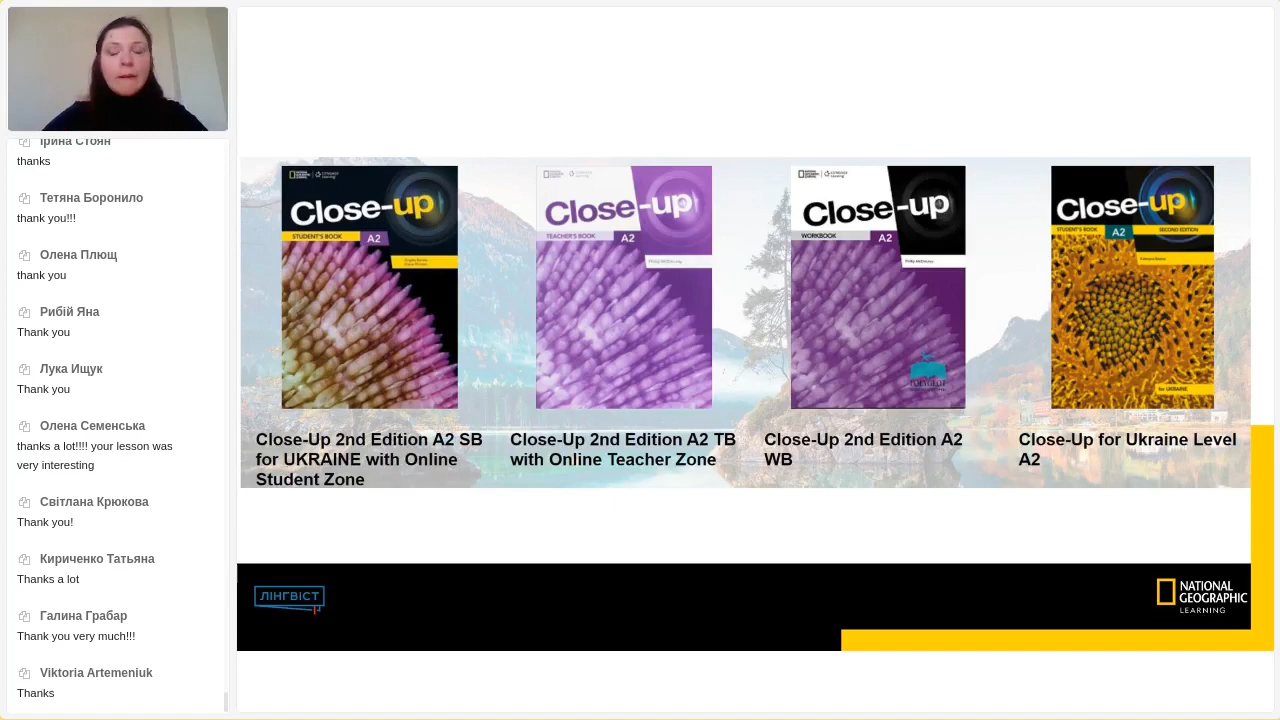 Ірина Стоян
thanks
Тетяна Боронило
thank you!!!
Олена Плющ
thank you
Рибій Яна
Thank you
Лука Ищук
Thank you
Олена Семенська
thanks a lot!!!! your lesson was
very interesting
Світлана Крюкова
Thank you!
Кириченко Татьяна
Thanks a lot
Галина Грабар
Thank you very much!!!
Viktoria Artemeniuk
Thanks
Close-up
STUDENT'S BOOK A2
Close-up
TEACHER'S BOOK A2
Close-up
WORKBOOK A2
POLYGLOT
Close-up
STUDENT'S BOOK A2 SECOND EDITION
for UKRAINE
Close-Up 2nd Edition A2 SB
for UKRAINE with Online
Student Zone
Close-Up 2nd Edition A2 TB
with Online Teacher Zone
Close-Up 2nd Edition A2
WB
Close-Up for Ukraine Level
A2
ЛІНГВІСТ
NATIONAL
GEOGRAPHIC
LEARNING